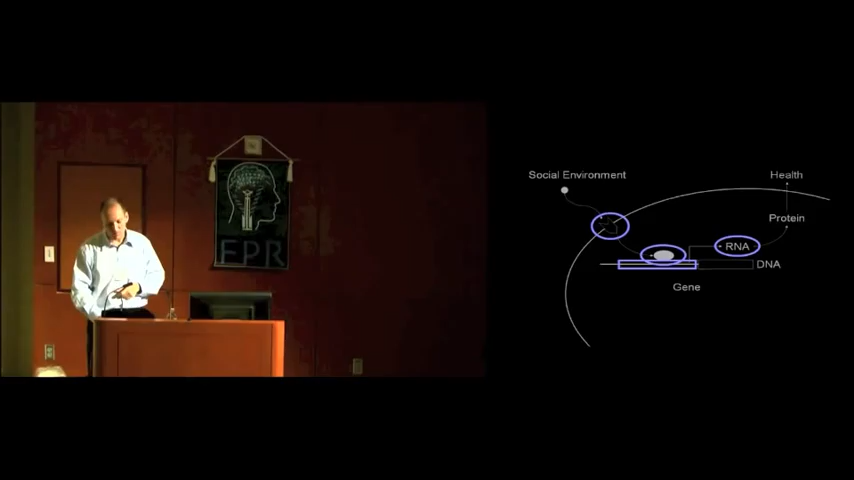 FPR
Social Environment
Health
Protein
RNA
DNA
Gene